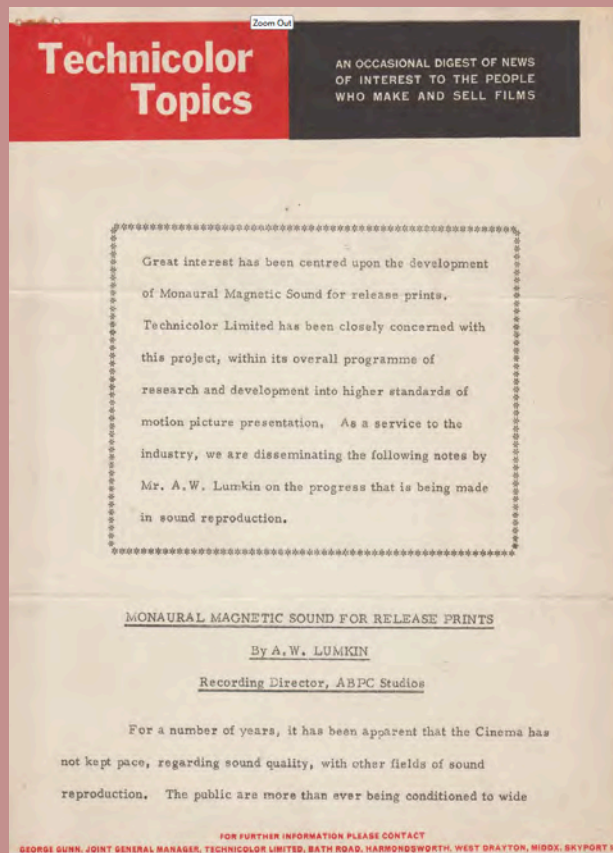 Zoom Out
Technicolor
Topics
AN OCCASIONAL DIGEST OF NEWS
OF INTEREST TO THE PEOPLE
WHO MAKE AND SELL FILMS
Great interest has been centred upon the development
of Monaural Magnetic Sound for release prints.
Technicolor Limited has been closely concerned with
this project, within its overall programme of
research and development into higher standards of
motion picture presentation. As a service to the
industry, we are disseminating the following notes by
Mr. A.W. Lumkin on the progress that is being made
in sound reproduction.
MONAURAL MAGNETIC SOUND FOR RELEASE PRINTS
By A.W. LUMKIN
Recording Director, ABPC Studios
For a number of years, it has been apparent that the Cinema has
not kept pace, regarding sound quality, with other fields of sound
reproduction. The public are more than ever being conditioned to wide
FOR FURTHER INFORMATION PLEASE CONTACT
GEORGE GUNN, JOINT GENERAL MANAGER, TECHNICOLOR LIMITED, BATH ROAD, HARMONDSWORTH, WEST DRAYTON, MIDDX. SKYPORT